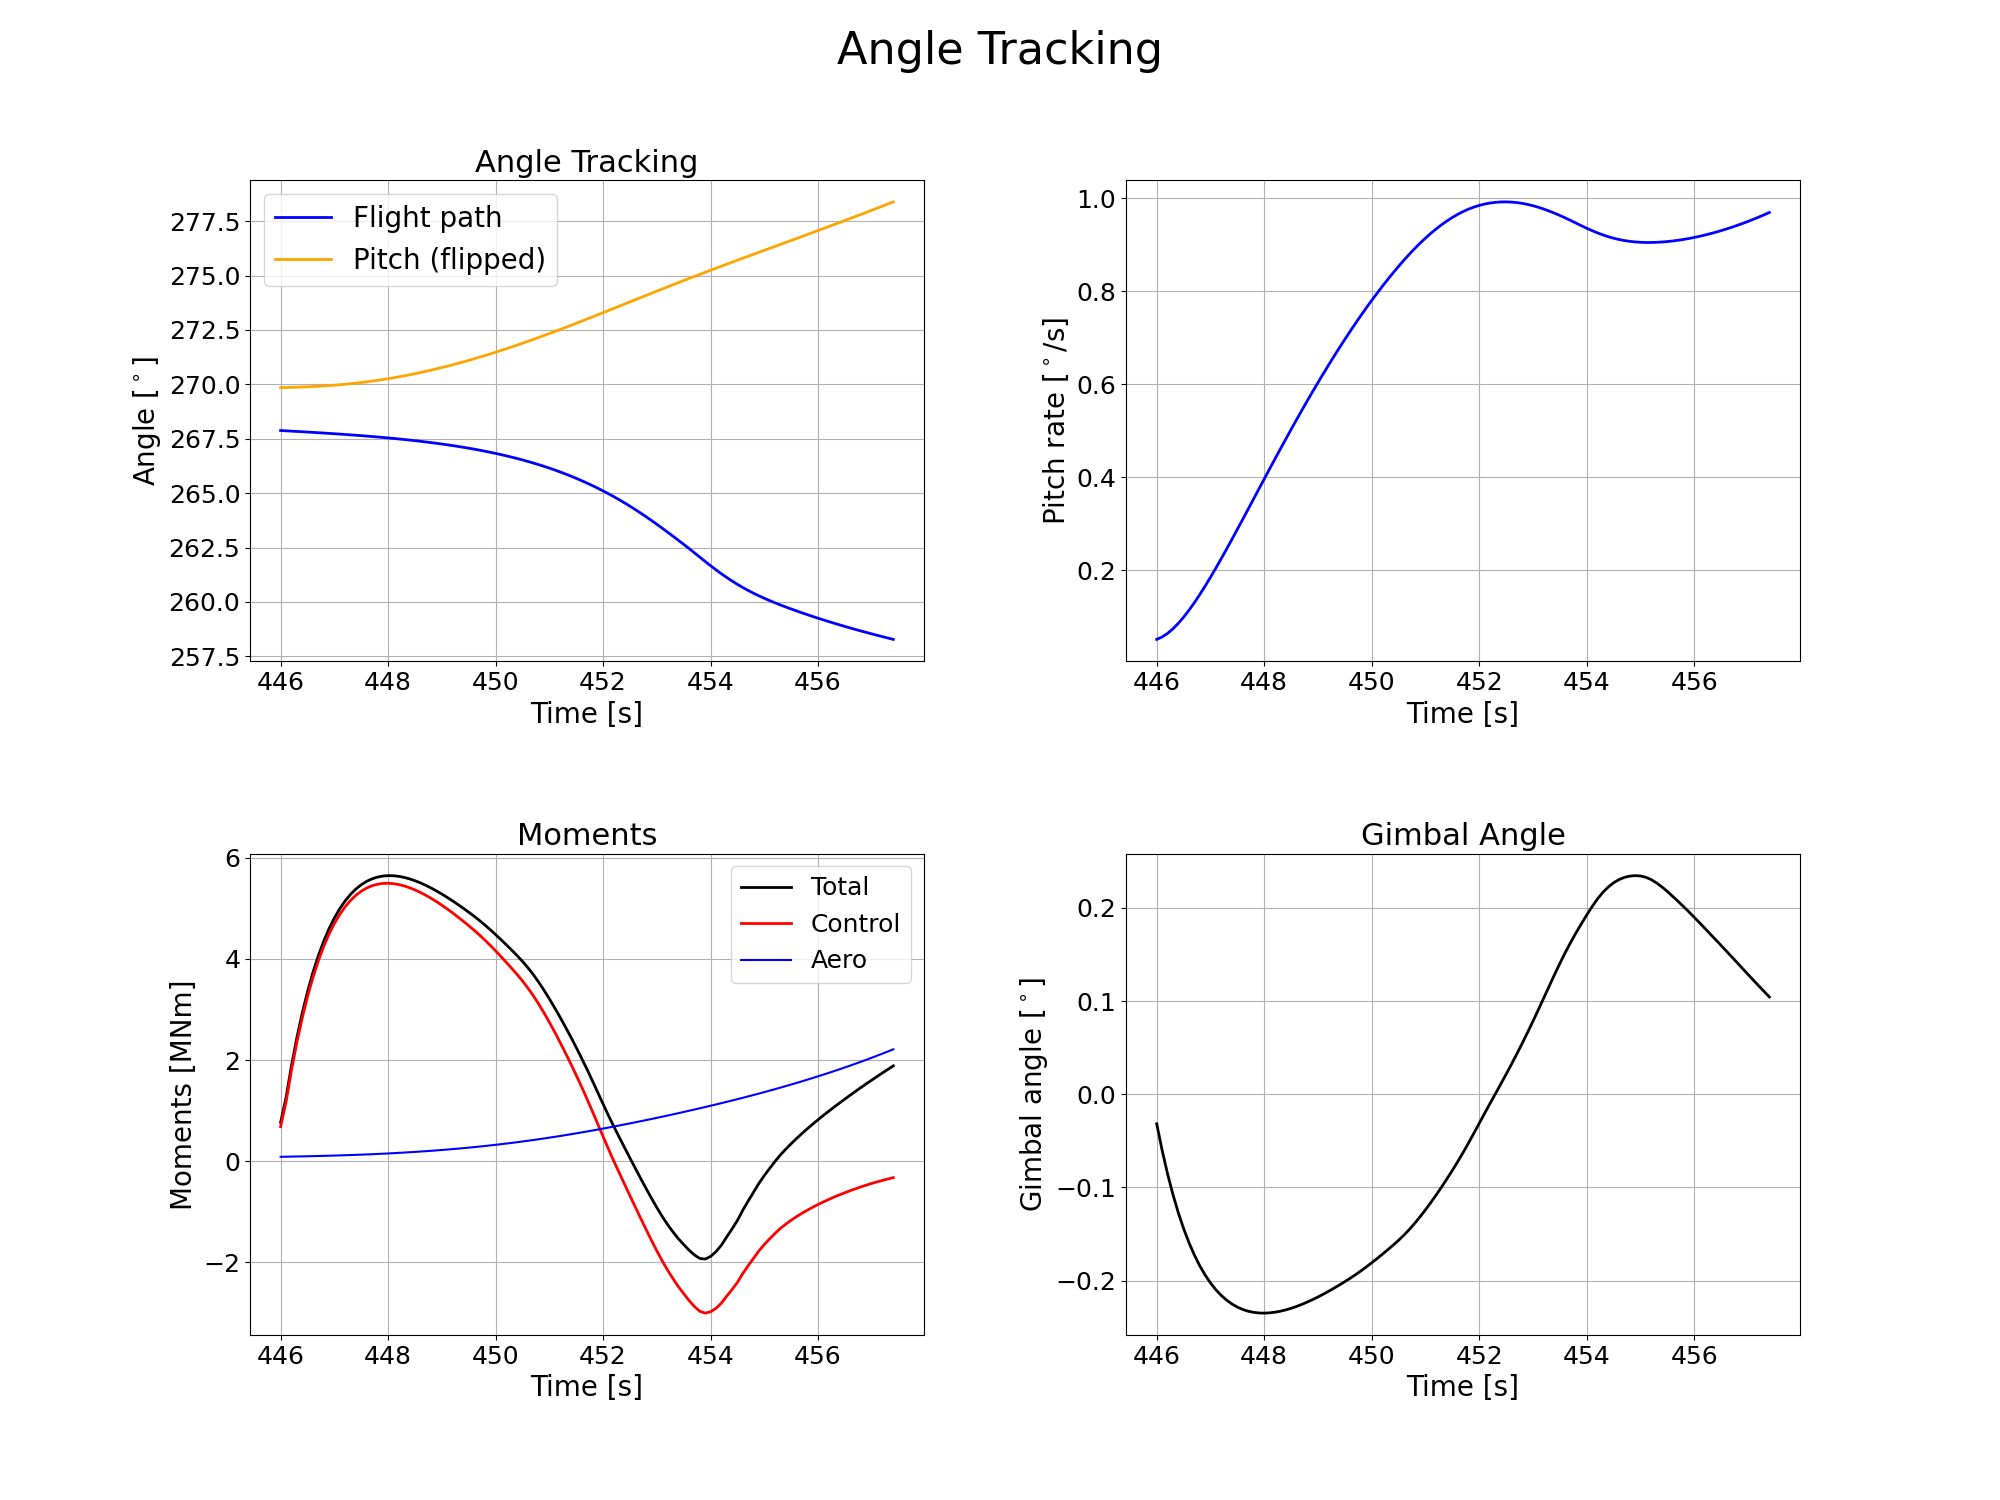 Angle Tracking
Angle Tracking
Flight path
Pitch (flipped)
Angle [°]
277.5
275.0
272.5
270.0
267.5
265.0
262.5
260.0
257.5
446 448 450 452 454 456
Time [s]
Pitch rate [°/s]
1.0
0.8
0.6
0.4
0.2
446 448 450 452 454 456
Time [s]
Moments
Total
Control
Aero
Moments [MNm]
6
4
2
0
−2
446 448 450 452 454 456
Time [s]
Gimbal Angle
Gimbal angle [°]
0.2
0.1
0.0
−0.1
−0.2
446 448 450 452 454 456
Time [s]